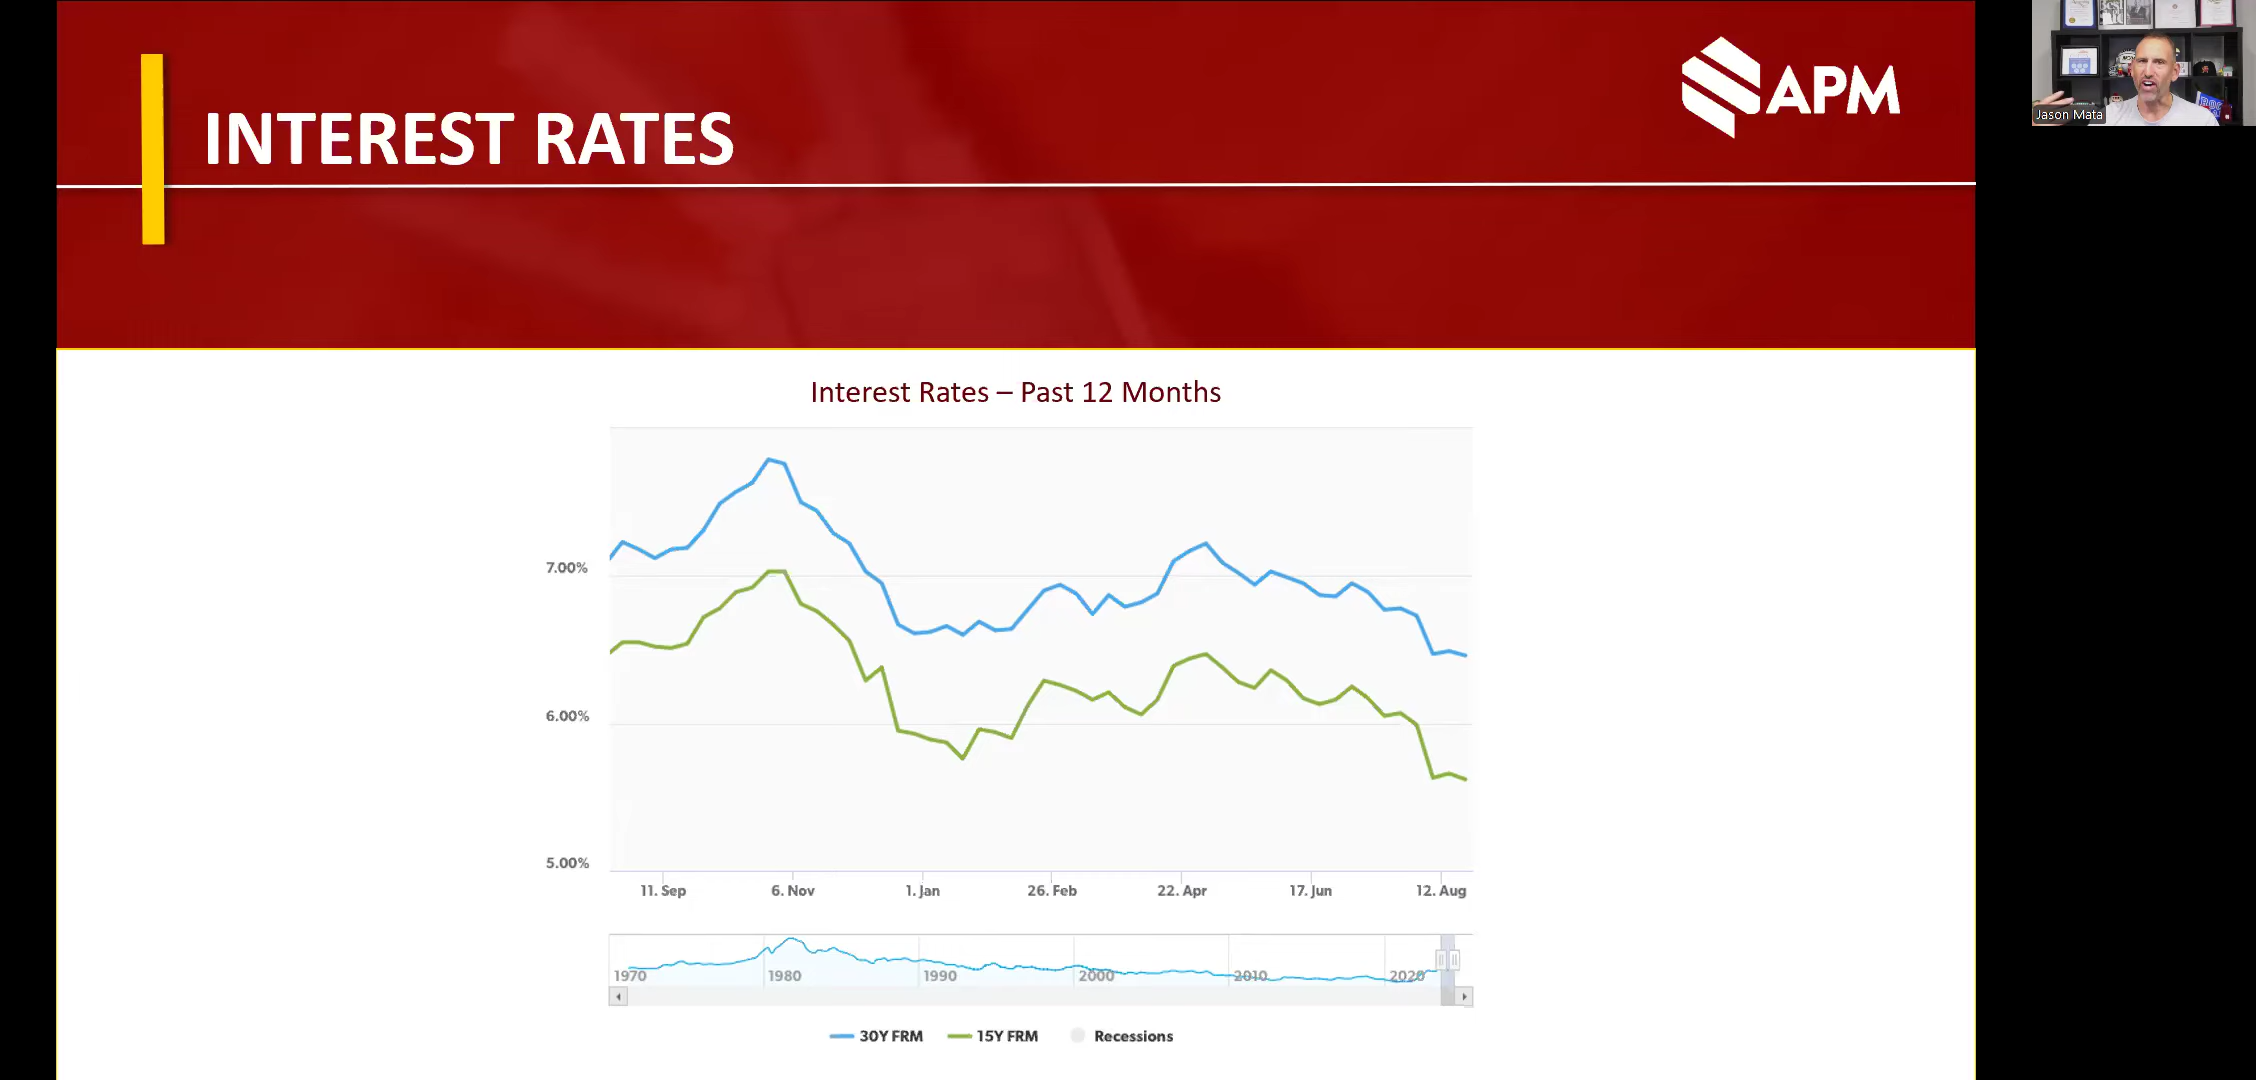 INTEREST RATES
APM
Jason Mata
Interest Rates – Past 12 Months
7.00%
6.00%
5.00%
11. Sep 6. Nov 1. Jan 26. Feb 22. Apr 17. Jun 12. Aug
1970 1980 1990 2000 2010 2020
30Y FRM 15Y FRM Recessions